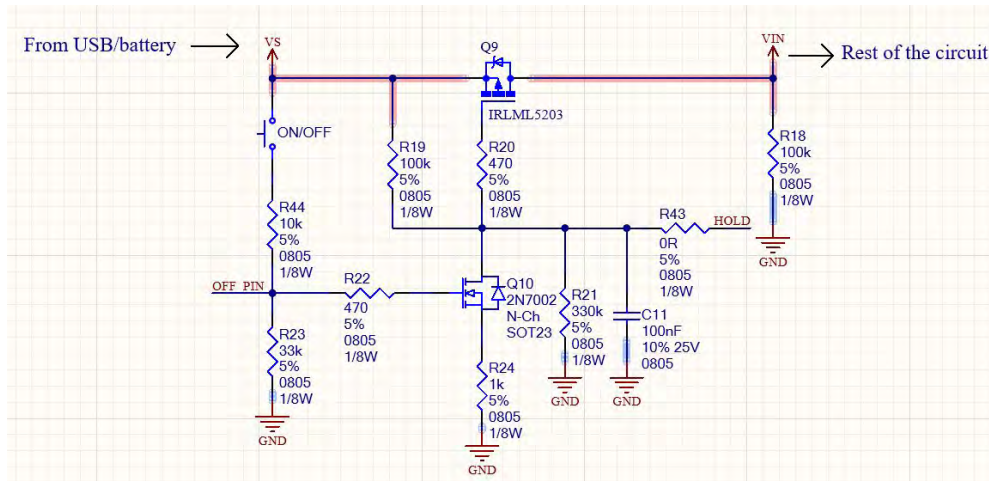 From USB/battery
VS
Q9
VIN
Rest of the circuit
IRLML5203
ON/OFF
R19
100k
5%
0805
1/8W
R20
470
5%
0805
1/8W
R18
100k
5%
0805
1/8W
GND
R44
10k
5%
0805
1/8W
R43
0R
5%
0805
1/8W
HOLD
OFF PIN
R22
470
5%
0805
1/8W
Q10
2N7002
N-Ch
SOT23
R21
330k
5%
0805
1/8W
GND
C11
100nF
10% 25V
0805
GND
R23
33k
5%
0805
1/8W
GND
R24
1k
5%
0805
1/8W
GND